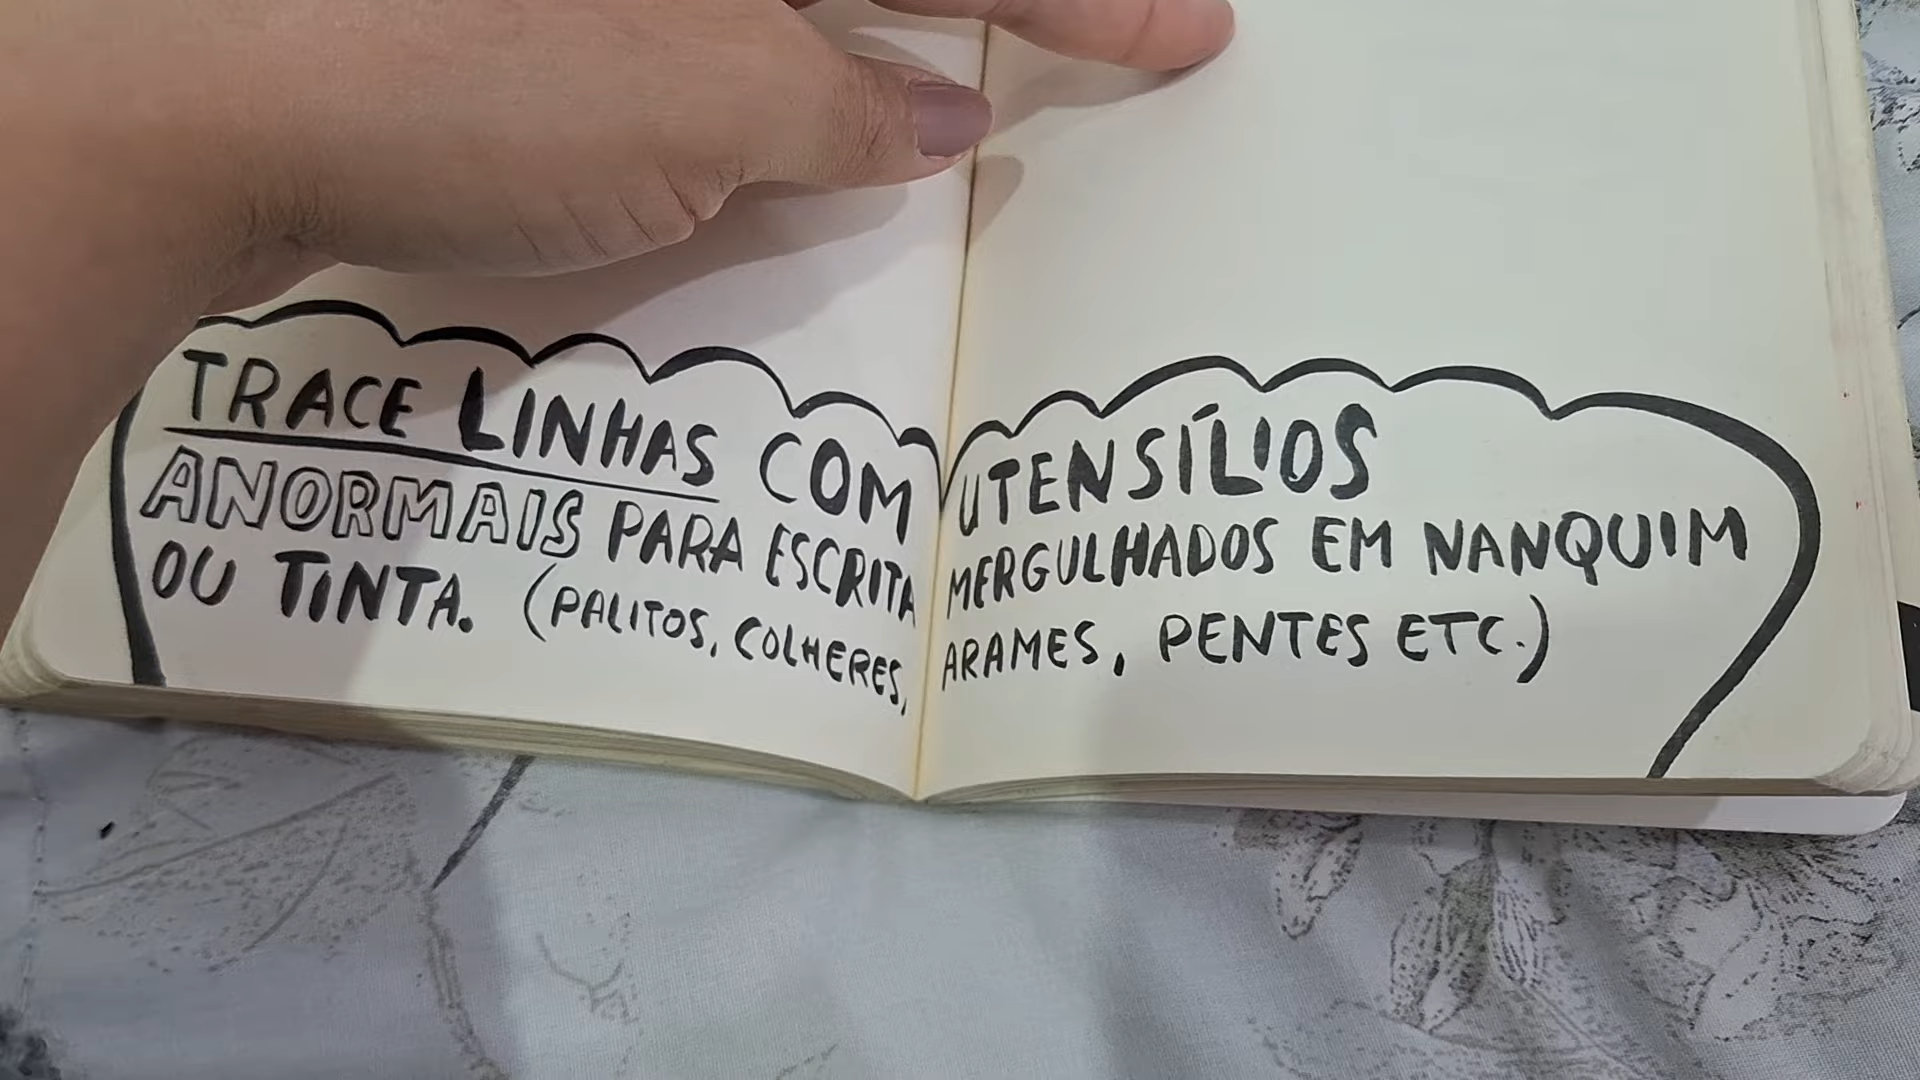 TRACE LINHAS COM UTENSÍLIOS
ANORMAIS PARA ESCRITA MERGULHADOS EM NANQUIM
OU TINTA. (PALITOS, COLHERES, ARAMES, PENTES ETC.)